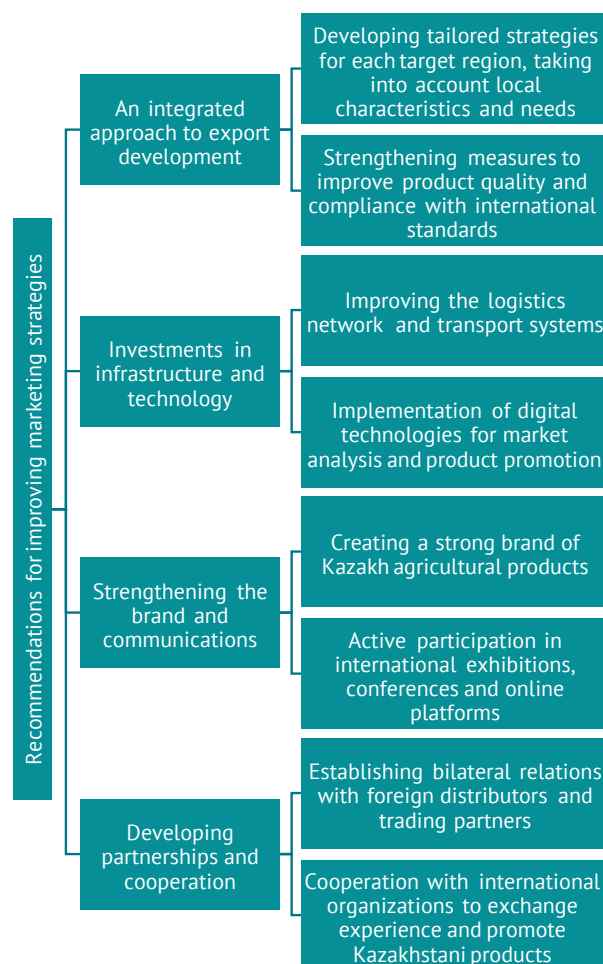 Recommendations for improving marketing strategies
An integrated
approach to export
development
Developing tailored strategies
for each target region, taking
into account local
characteristics and needs
Strengthening measures to
improve product quality and
compliance with international
standards
Investments in
infrastructure and
technology
Improving the logistics
network and transport systems
Implementation of digital
technologies for market
analysis and product promotion
Strengthening the
brand and
communications
Creating a strong brand of
Kazakh agricultural products
Active participation in
international exhibitions,
conferences and online
platforms
Developing
partnerships and
cooperation
Establishing bilateral relations
with foreign distributors and
trading partners
Cooperation with international
organizations to exchange
experience and promote
Kazakhstani products